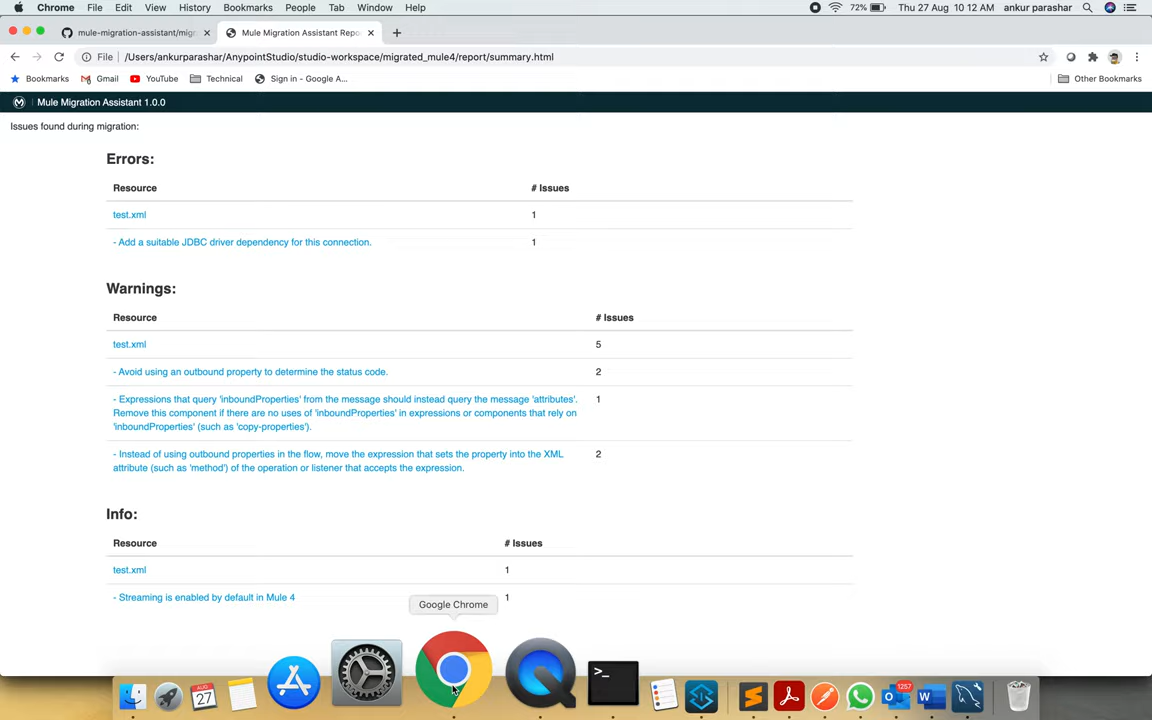 Chrome File Edit View History Bookmarks People Tab Window Help 72% Thu 27 Aug 10:12 AM ankur parashar
mule-migration-assistant/migr Mule Migration Assistant Repo
File /Users/ankurparashar/AnypointStudio/studio-workspace/migrated_mule4/report/summary.html
Bookmarks Gmail YouTube Technical Sign in - Google A... Other Bookmarks
Mule Migration Assistant 1.0.0
Issues found during migration:
Errors:
Resource # Issues
test.xml 1
- Add a suitable JDBC driver dependency for this connection. 1
Warnings:
Resource # Issues
test.xml 5
- Avoid using an outbound property to determine the status code. 2
- Expressions that query 'inboundProperties' from the message should instead query the message 'attributes'. 1
Remove this component if there are no uses of 'inboundProperties' in expressions or components that rely on
'inboundProperties' (such as 'copy-properties').
- Instead of using outbound properties in the flow, move the expression that sets the property into the XML 2
attribute (such as 'method') of the operation or listener that accepts the expression.
Info:
Resource # Issues
test.xml 1
- Streaming is enabled by default in Mule 4 1
Google Chrome
AUG
27
>_
1257